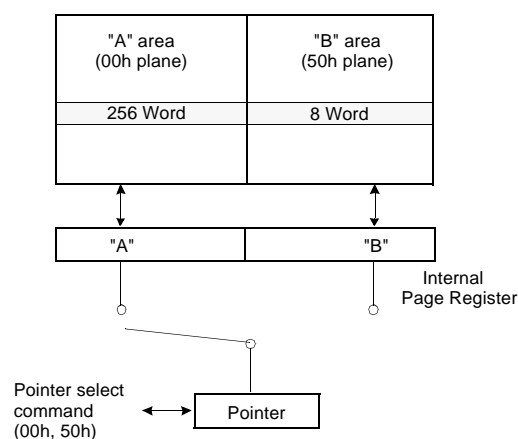 "A" area
(00h plane)
"B" area
(50h plane)
256 Word
8 Word
"A"
"B"
Internal
Page Register
Pointer select
command
(00h, 50h)
Pointer